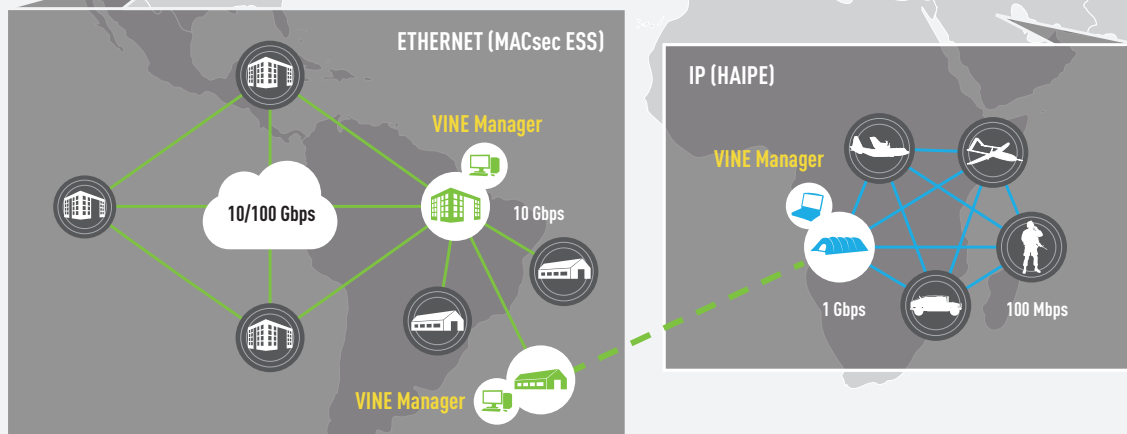 ETHERNET (MACsec ESS)
VINE Manager
10/100 Gbps
10 Gbps
VINE Manager
IP (HAIPE)
VINE Manager
1 Gbps
100 Mbps